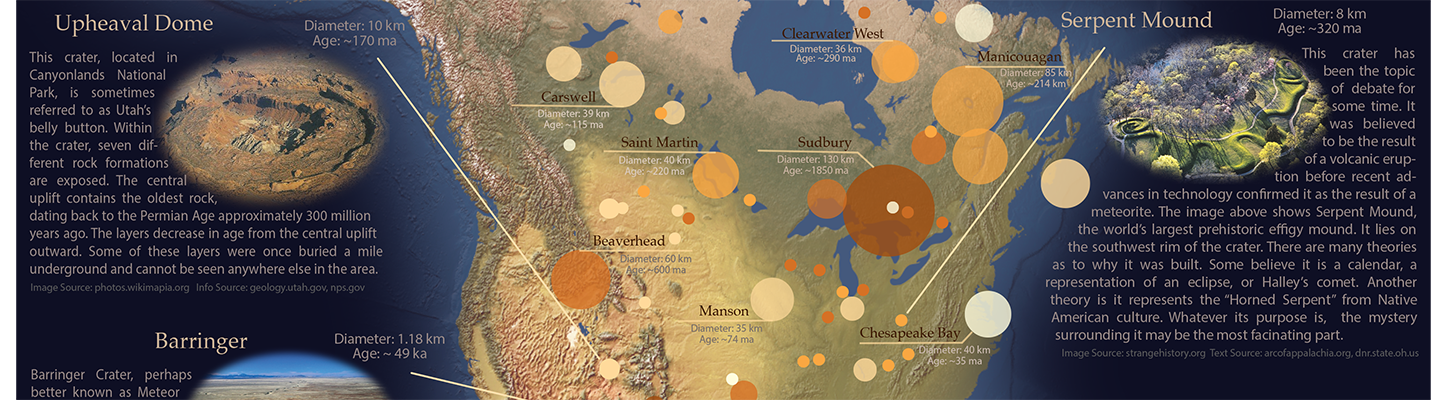 Upheaval Dome
Diameter: 10 km
Age: ~170 ma
This crater, located in
Canyonlands National
Park, is sometimes
referred to as Utah's
belly button. Within
the crater, seven dif-
ferent rock formations
are exposed. The central
uplift contains the oldest rock,
dating back to the Permian Age approximately 300 million
years ago. The layers decrease in age from the central uplift
outward. Some of these layers were once buried a mile
underground and cannot be seen anywhere else in the area.
Image Source: photos.wikimapia.org Info Source: geology.utah.gov, nps.gov
Barringer
Diameter: 1.18 km
Age: ~ 49 ka
Barringer Crater, perhaps
better known as Meteor
Clearwater West
Diameter: 36 km
Age: ~290 ma
Manicouagan
Diameter: 85 km
Age: ~214 km
Carswell
Diameter: 39 km
Age: ~115 ma
Saint Martin
Diameter: 40 km
Age: ~220 ma
Sudbury
Diameter: 130 km
Age: ~1850 ma
Beaverhead
Diameter: 60 km
Age: ~600 ma
Manson
Diameter: 35 km
Age: ~74 ma
Chesapeake Bay
Diameter: 40 km
Age: ~35 ma
Serpent Mound
Diameter: 8 km
Age: ~320 ma
This crater has
been the topic
of debate for
some time. It
was believed
to be the result
of a volcanic erup-
tion before recent ad-
vances in technology confirmed it as the result of a
meteorite. The image above shows Serpent Mound,
the world's largest prehistoric effigy mound. It lies on
the southwest rim of the crater. There are many theories
as to why it was built. Some believe it is a calendar, a
representation of an eclipse, or Halley's comet. Another
theory is it represents the "Horned Serpent" from Native
American culture. Whatever its purpose is, the mystery
surrounding it may be the most facinating part.
Image Source: strangehistory.org Text Source: arcofappalachia.org, dnr.state.oh.us